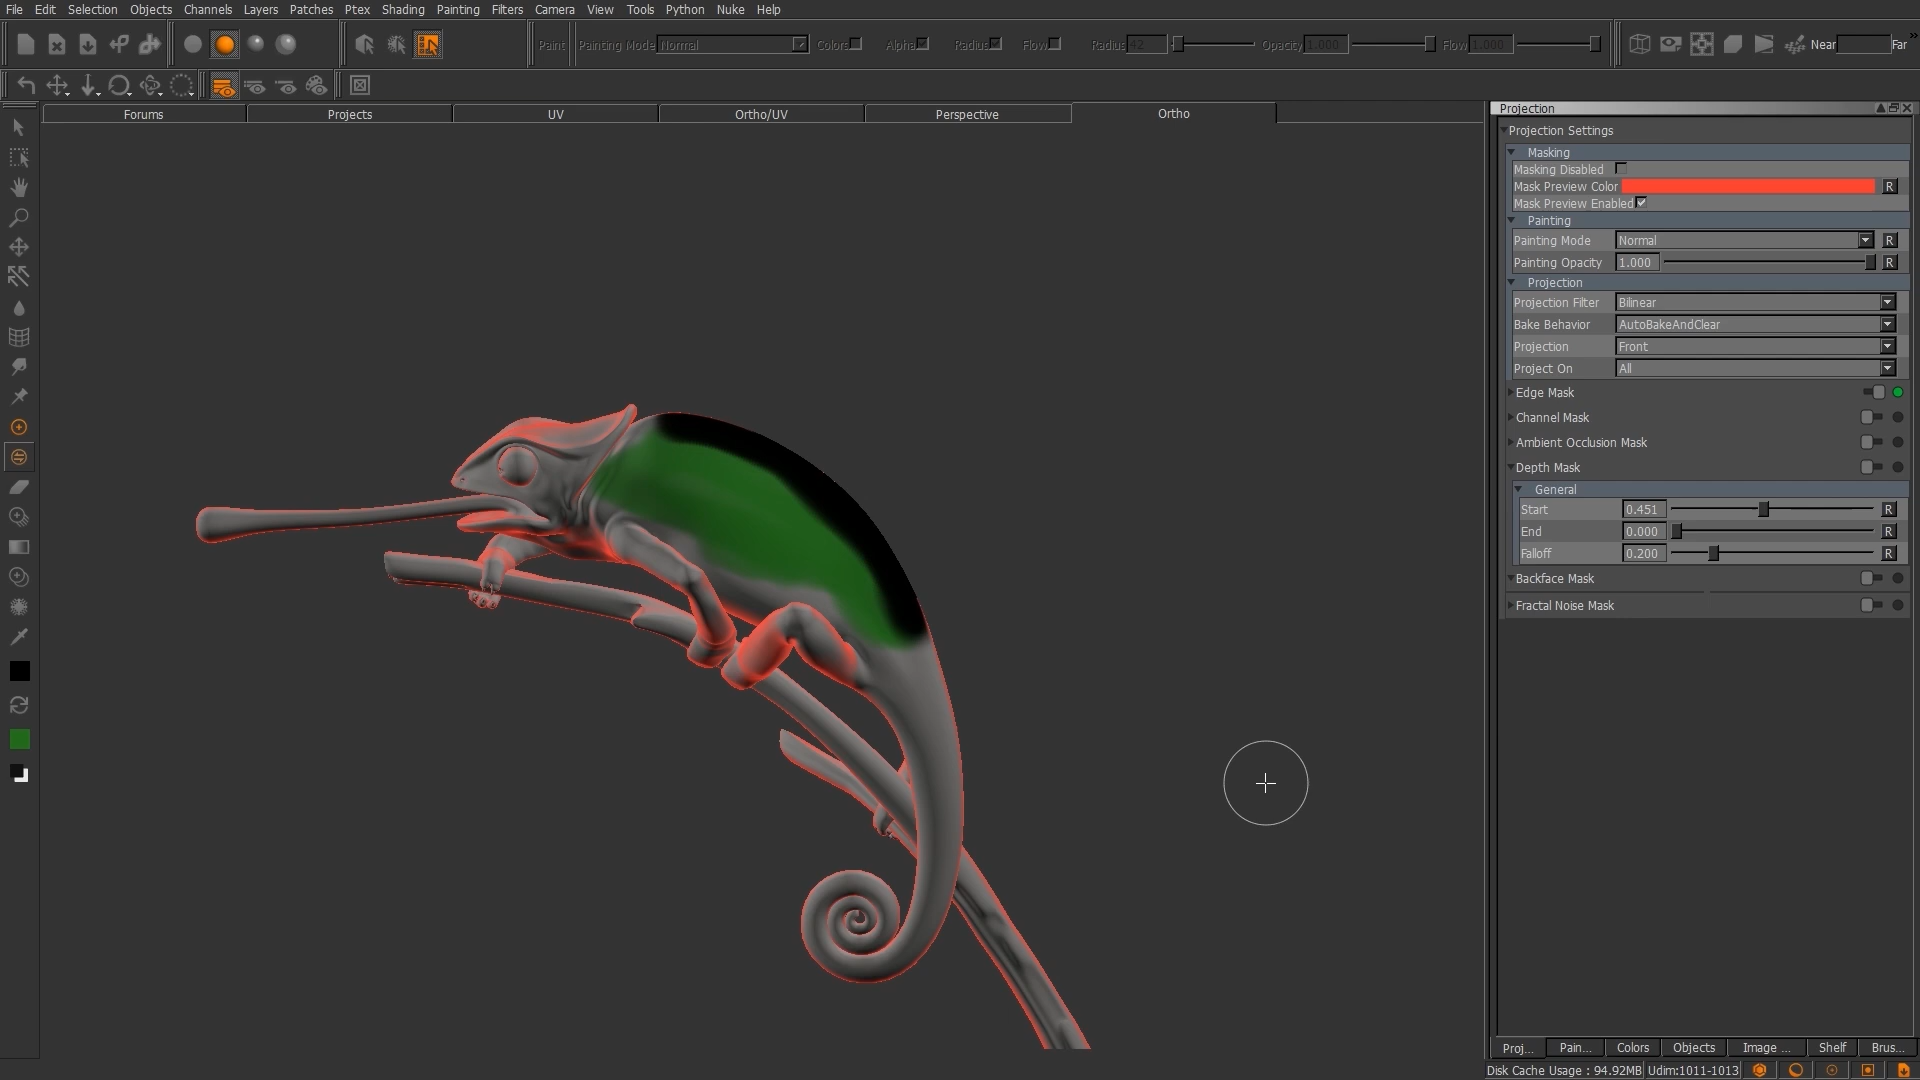 File Edit Selection Objects Channels Layers Patches Ptex Shading Painting Filters Camera View Tools Python Nuke Help
Paint Painting Mode Normal Colors Alpha Radius Flow Radius 42 Opacity 1.000 Flow 1.000 Near Far
Forums Projects UV Ortho/UV Perspective Ortho
Projection
Projection Settings
Masking
Masking Disabled
Mask Preview Color R
Mask Preview Enabled
Painting
Painting Mode Normal R
Painting Opacity 1.000 R
Projection
Projection Filter Bilinear
Bake Behavior AutoBakeAndClear
Projection Front
Project On All
Edge Mask
Channel Mask
Ambient Occlusion Mask
Depth Mask
General
Start 0.451 R
End 0.000 R
Falloff 0.200 R
Backface Mask
Fractal Noise Mask
Proj... Pain... Colors Objects Image ... Shelf Brus...
Disk Cache Usage : 94.92MB Udim:1011-1013